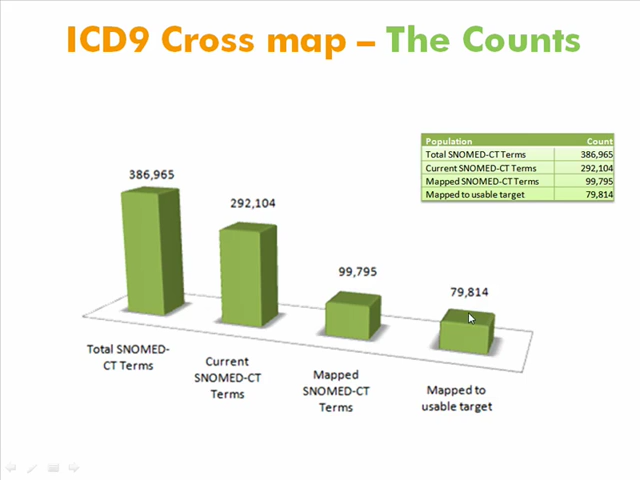 ICD9 Cross map – The Counts
Population Count
Total SNOMED-CT Terms 386,965
Current SNOMED-CT Terms 292,104
Mapped SNOMED-CT Terms 99,795
Mapped to usable target 79,814
386,965
292,104
99,795
79,814
Total SNOMED-
CT Terms
Current
SNOMED-CT
Terms
Mapped
SNOMED-CT
Terms
Mapped to
usable target